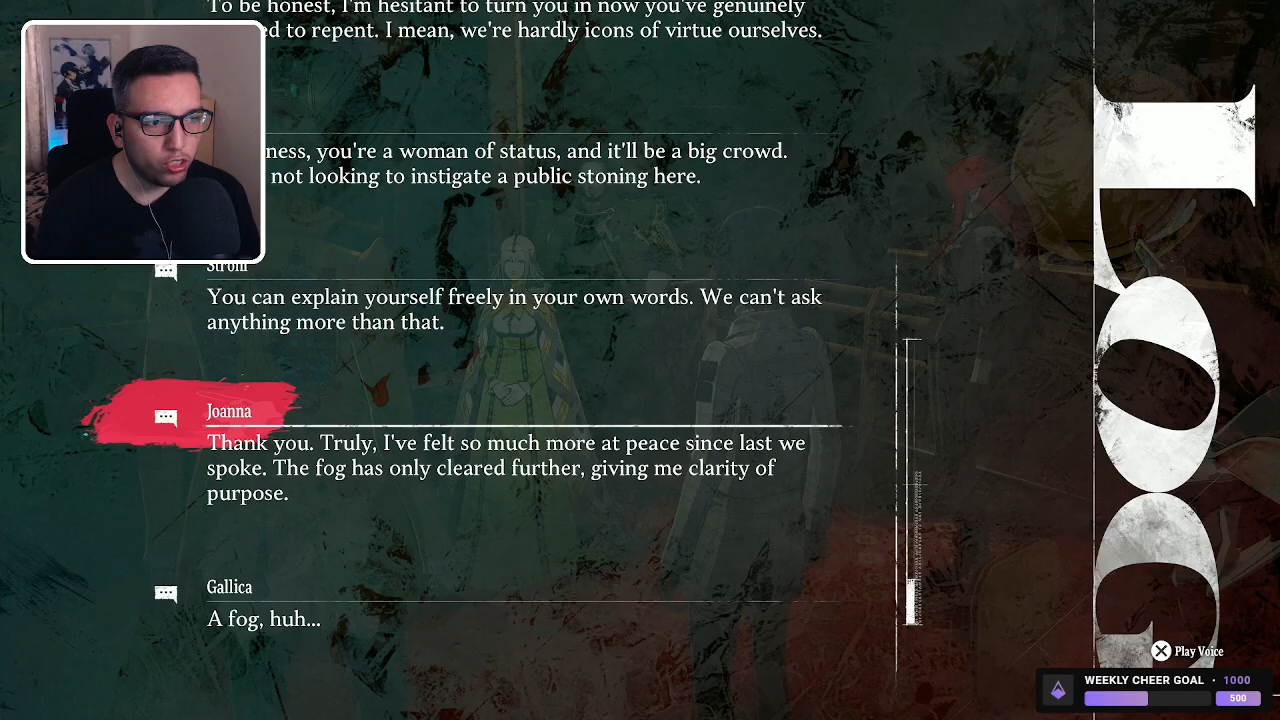 To be honest, I'm hesitant to turn you in now you've genuinely
to repent. I mean, we're hardly icons of virtue ourselves.
you're a woman of status, and it'll be a big crowd.
not looking to instigate a public stoning here.
Strohl
You can explain yourself freely in your own words. We can't ask
anything more than that.
Joanna
Thank you. Truly, I've felt so much more at peace since last we
spoke. The fog has only cleared further, giving me clarity of
purpose.
Gallica
A fog, huh...
LOG
Play Voice
WEEKLY CHEER GOAL · 1000
500